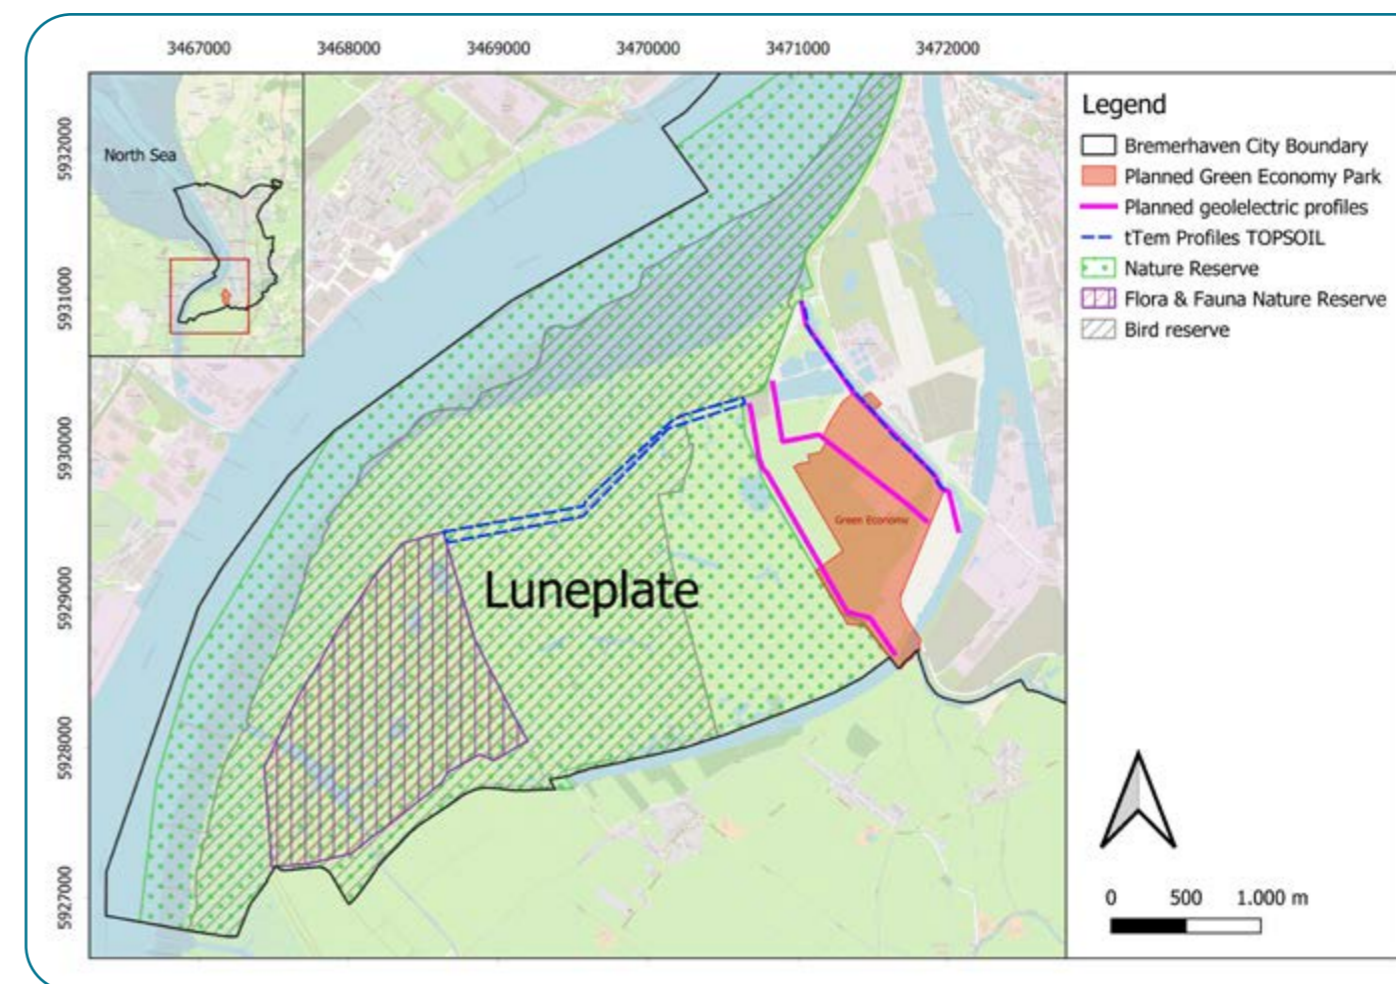 3467000 3468000 3469000 3470000 3471000 3472000
5932000
5931000
5930000
5929000
5928000
5927000
North Sea
Green Economy
Luneplate
Legend
Bremerhaven City Boundary
Planned Green Economy Park
Planned geolelectric profiles
tTem Profiles TOPSOIL
Nature Reserve
Flora & Fauna Nature Reserve
Bird reserve
0 500 1.000 m